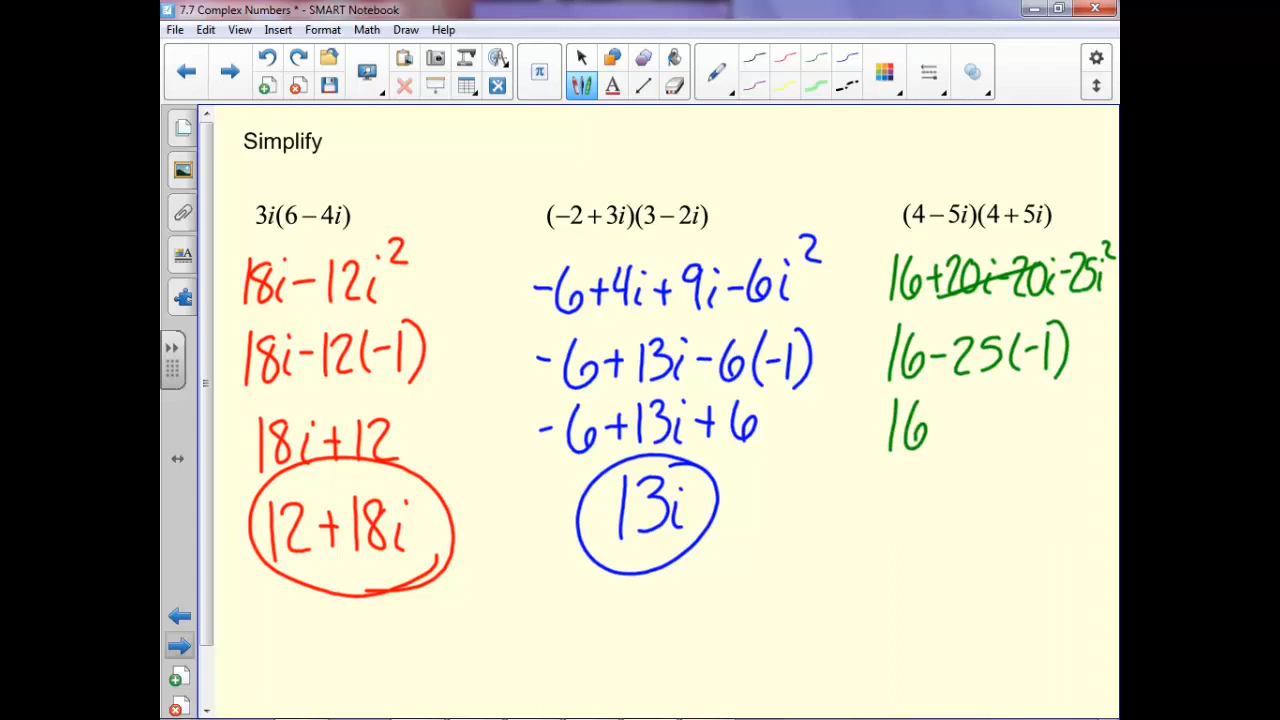 7.7 Complex Numbers * - SMART Notebook
File Edit View Insert Format Math Draw Help
π
A
Simplify
3i(6 − 4i)
18i − 12i²
18i − 12(−1)
18i + 12
12 + 18i
(−2 + 3i)(3 − 2i)
-6 + 4i + 9i − 6i²
-6 + 13i − 6(−1)
-6 + 13i + 6
13i
(4 − 5i)(4 + 5i)
16 + 20i − 20i − 25i²
16 − 25(−1)
16